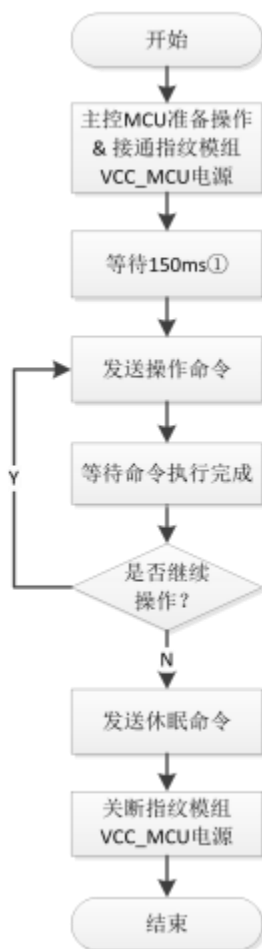 开始
主控MCU准备操作
& 接通指纹模组
VCC_MCU电源
等待150ms①
发送操作命令
等待命令执行完成
Y
是否继续
操作？
N
发送休眠命令
关断指纹模组
VCC_MCU电源
结束